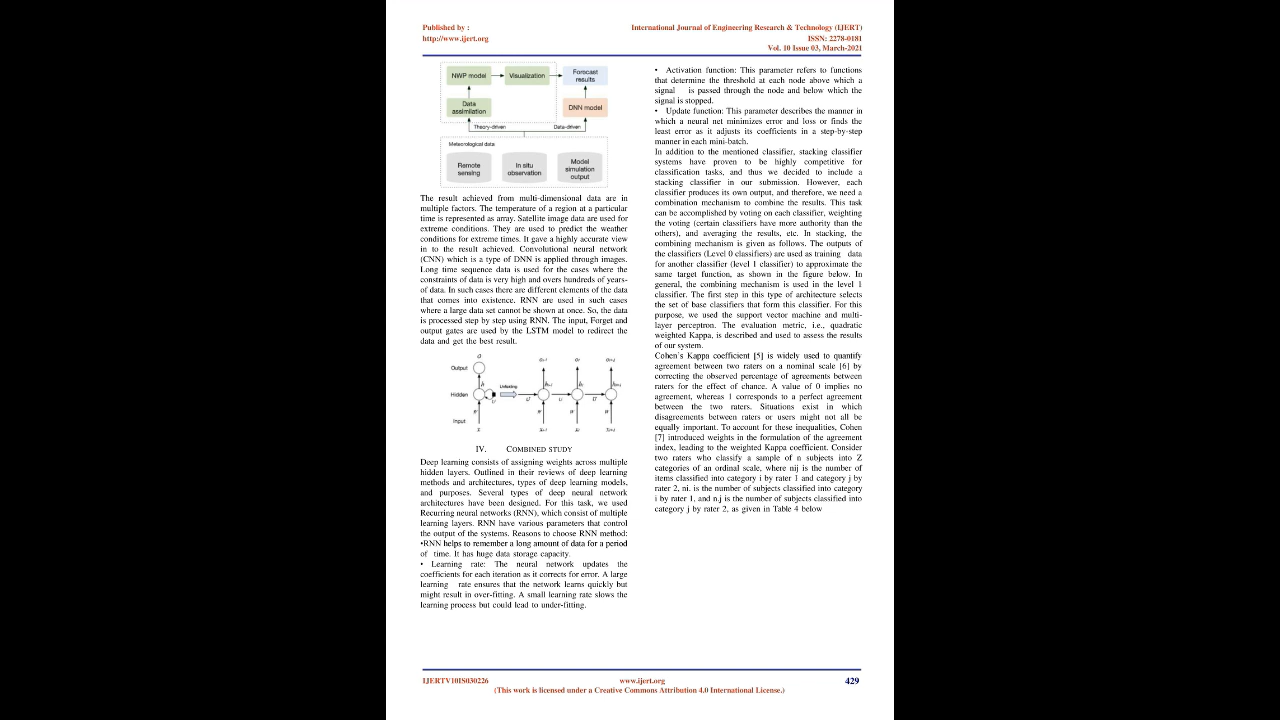 Published by :
http://www.ijert.org
International Journal of Engineering Research & Technology (IJERT)
ISSN: 2278-0181
Vol. 10 Issue 03, March-2021
NWP model
Visualization
Forecast
results
Data
assimilation
DNN model
Theory-driven
Data-driven
Meteorological data
Remote
sensing
In situ
observation
Model
simulation
output
The result achieved from multi-dimensional data are in
multiple factors. The temperature of a region at a particular
time is represented as array. Satellite image data are used for
extreme conditions. They are used to predict the weather
conditions for extreme times. It gave a highly accurate view
in to the result achieved. Convolutional neural network
(CNN) which is a type of DNN is applied through images.
Long time sequence data is used for the cases where the
constraints of data is very high and overs hundreds of years-
of data. In such cases there are different elements of the data
that comes into existence. RNN are used in such cases
where a large data set cannot be shown at once. So, the data
is processed step by step using RNN. The input, Forget and
output gates are used by the LSTM model to redirect the
data and get the best result.
Output
Hidden
Input
Unfolding
IV. COMBINED STUDY
Deep learning consists of assigning weights across multiple
hidden layers. Outlined in their reviews of deep learning
methods and architectures, types of deep learning models,
and purposes. Several types of deep neural network
architectures have been designed. For this task, we used
Recurring neural networks (RNN), which consist of multiple
learning layers. RNN have various parameters that control
the output of the systems. Reasons to choose RNN method:
•RNN helps to remember a long amount of data for a period
of time. It has huge data storage capacity.
• Learning rate: The neural network updates the
coefficients for each iteration as it corrects for error. A large
learning rate ensures that the network learns quickly but
might result in over-fitting. A small learning rate slows the
learning process but could lead to under-fitting.
• Activation function: This parameter refers to functions
that determine the threshold at each node above which a
signal is passed through the node and below which the
signal is stopped.
• Update function: This parameter describes the manner in
which a neural net minimizes error and loss or finds the
least error as it adjusts its coefficients in a step-by-step
manner in each mini-batch.
In addition to the mentioned classifier, stacking classifier
systems have proven to be highly competitive for
classification tasks, and thus we decided to include a
stacking classifier in our submission. However, each
classifier produces its own output, and therefore, we need a
combination mechanism to combine the results. This task
can be accomplished by voting on each classifier, weighting
the voting (certain classifiers have more authority than the
others), and averaging the results, etc. In stacking, the
combining mechanism is given as follows. The outputs of
the classifiers (Level 0 classifiers) are used as training data
for another classifier (level 1 classifier) to approximate the
same target function, as shown in the figure below. In
general, the combining mechanism is used in the level 1
classifier. The first step in this type of architecture selects
the set of base classifiers that form this classifier. For this
purpose, we used the support vector machine and multi-
layer perceptron. The evaluation metric, i.e., quadratic
weighted Kappa, is described and used to assess the results
of our system.
Cohen's Kappa coefficient [5] is widely used to quantify
agreement between two raters on a nominal scale [6] by
correcting the observed percentage of agreements between
raters for the effect of chance. A value of 0 implies no
agreement, whereas 1 corresponds to a perfect agreement
between the two raters. Situations exist in which
disagreements between raters or users might not all be
equally important. To account for these inequalities, Cohen
[7] introduced weights in the formulation of the agreement
index, leading to the weighted Kappa coefficient. Consider
two raters who classify a sample of n subjects into Z
categories of an ordinal scale, where nij is the number of
items classified into category i by rater 1 and category j by
rater 2, ni. is the number of subjects classified into category
i by rater 1, and n.j is the number of subjects classified into
category j by rater 2, as given in Table 4 below
IJERTV10IS030226
www.ijert.org
429
(This work is licensed under a Creative Commons Attribution 4.0 International License.)